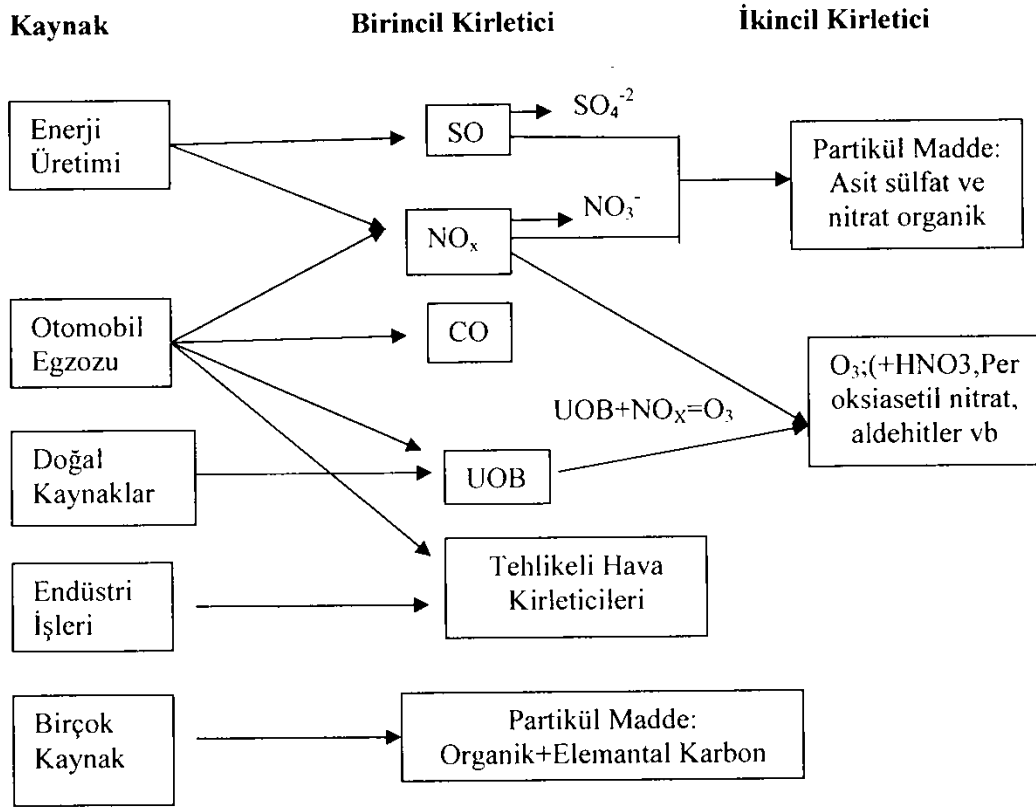 Kaynak
Birincil Kirletici
İkincil Kirletici
Enerji
Üretimi
SO
SO₄⁻²
Partikül Madde:
Asit sülfat ve
nitrat organik
NOₓ
NO₃⁻
Otomobil
Egzozu
CO
O₃;(+HNO3,Per
oksiasetil nitrat,
aldehitler vb
UOB+NOX=O₃
Doğal
Kaynaklar
UOB
Endüstri
İşleri
Tehlikeli Hava
Kirleticileri
Birçok
Kaynak
Partikül Madde:
Organik+Elemantal Karbon